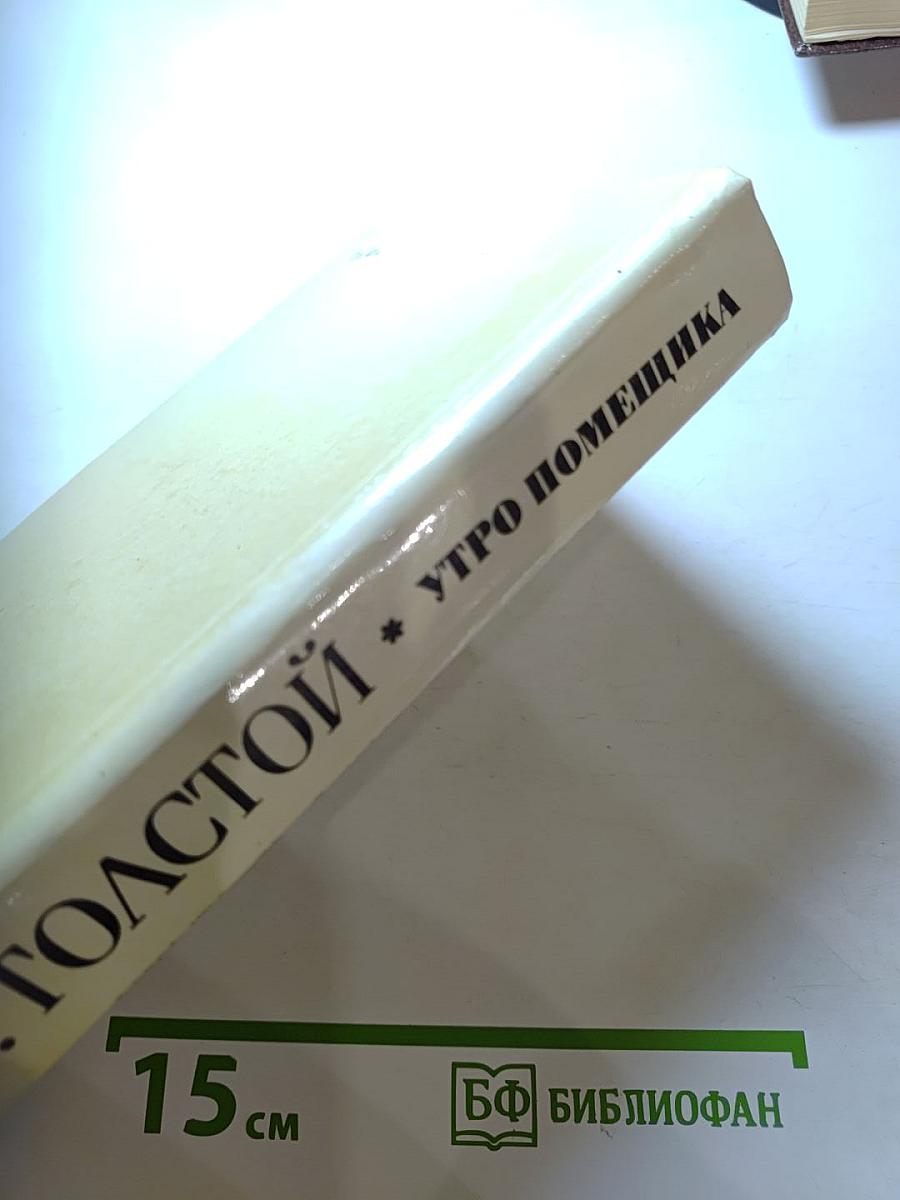 . ТОЛСТОЙ * УТРО ПОМЕЩИКА
15 см
БФ БИБЛИОФАН